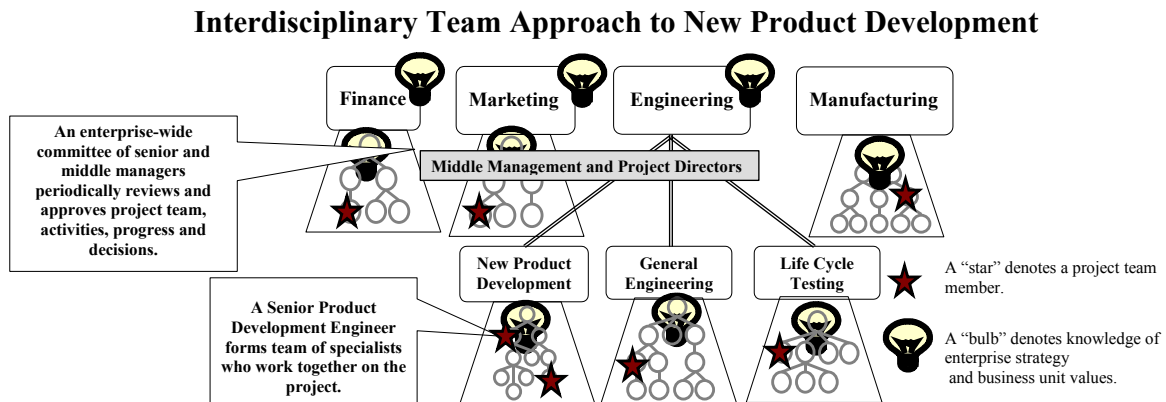 Interdisciplinary Team Approach to New Product Development
Finance
Marketing
Engineering
Manufacturing
An enterprise-wide
committee of senior and
middle managers
periodically reviews and
approves project team,
activities, progress and
decisions.
Middle Management and Project Directors
New Product
Development
General
Engineering
Life Cycle
Testing
A “star” denotes a project team
member.
A Senior Product
Development Engineer
forms team of specialists
who work together on the
project.
A “bulb” denotes knowledge of
enterprise strategy
and business unit values.